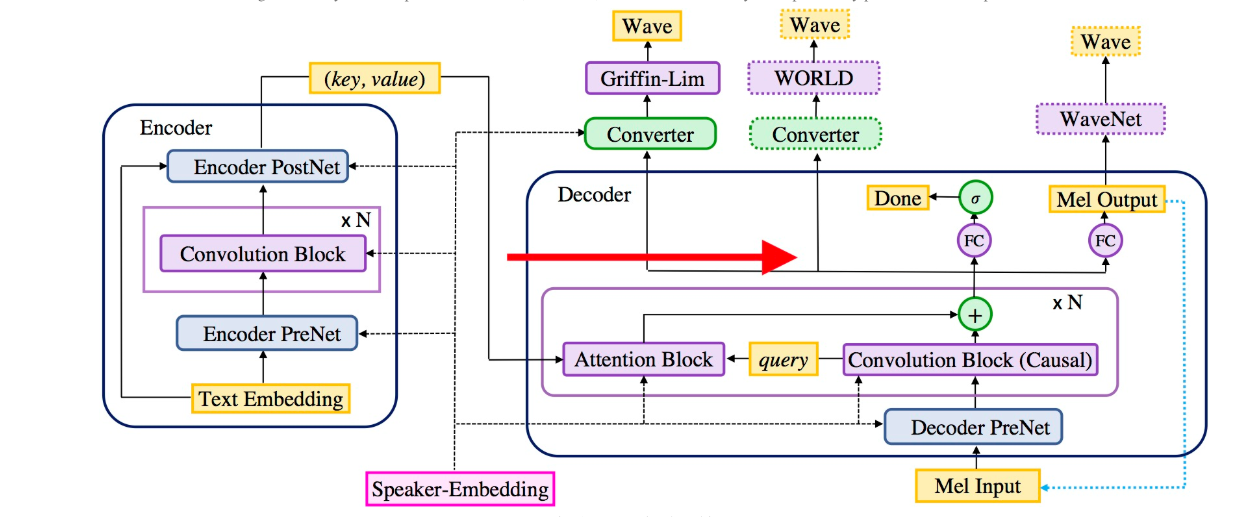 Wave
Wave
Wave
(key, value)
Griffin-Lim
WORLD
Encoder
Converter
Converter
WaveNet
Encoder PostNet
Decoder
Done
σ
Mel Output
x N
Convolution Block
FC
FC
x N
Encoder PreNet
+
Attention Block
query
Convolution Block (Causal)
Text Embedding
Decoder PreNet
Speaker-Embedding
Mel Input